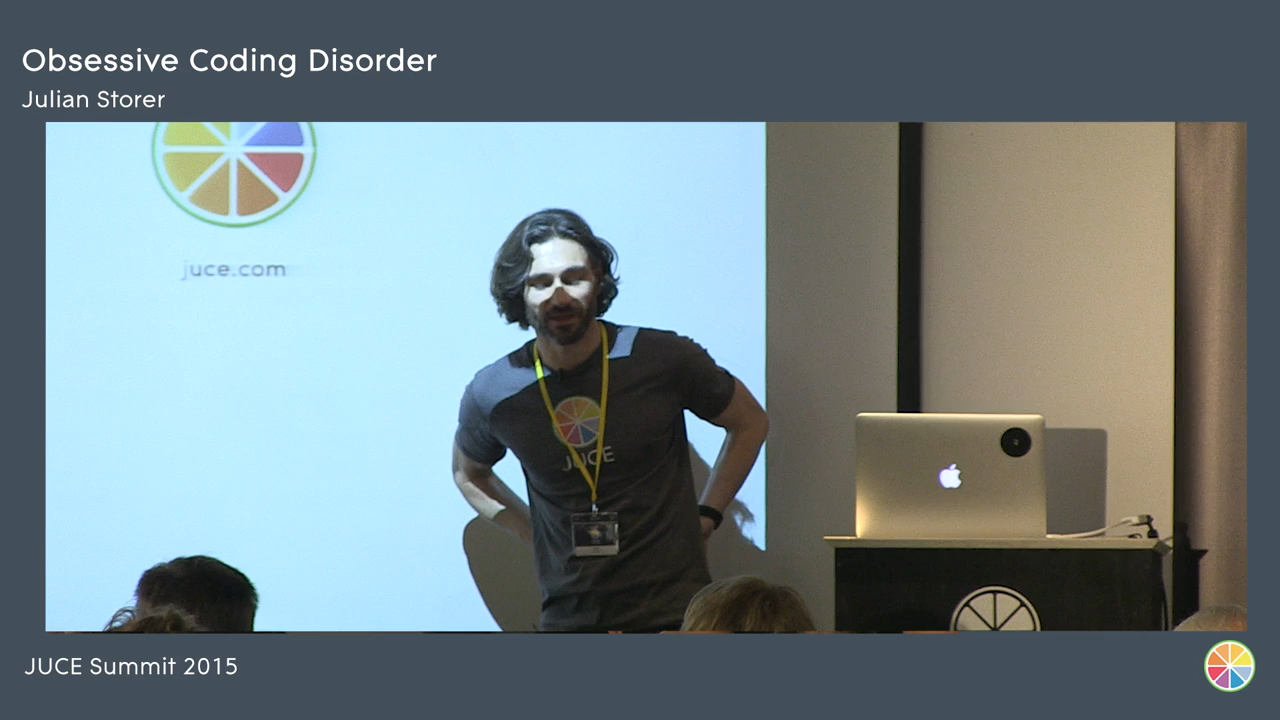 Obsessive Coding Disorder
Julian Storer
juce.com
JUCE
JUCE Summit 2015